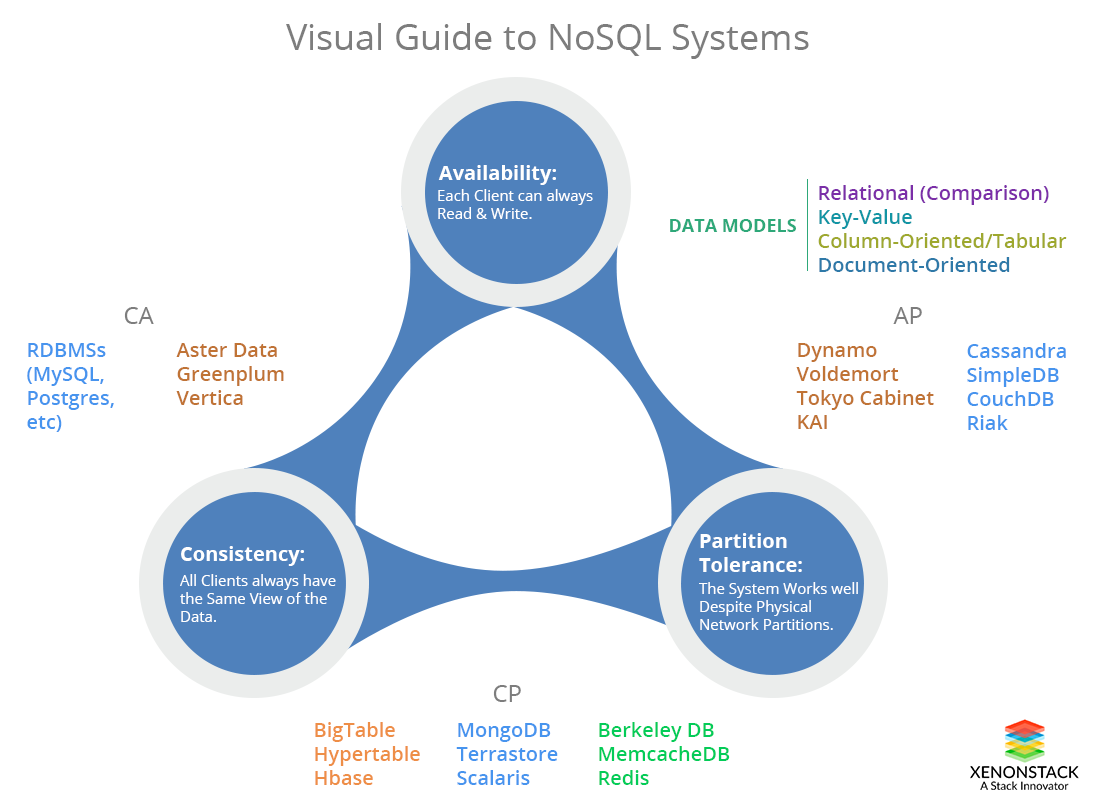 Visual Guide to NoSQL Systems
Availability:
Each Client can always
Read & Write.
DATA MODELS
Relational (Comparison)
Key-Value
Column-Oriented/Tabular
Document-Oriented
CA
RDBMSs
(MySQL,
Postgres,
etc)
Aster Data
Greenplum
Vertica
AP
Dynamo
Voldemort
Tokyo Cabinet
KAI
Cassandra
SimpleDB
CouchDB
Riak
Consistency:
All Clients always have
the Same View of the
Data.
Partition
Tolerance:
The System Works well
Despite Physical
Network Partitions.
CP
BigTable
Hypertable
Hbase
MongoDB
Terrastore
Scalaris
Berkeley DB
MemcacheDB
Redis
XENONSTACK
A Stack Innovator